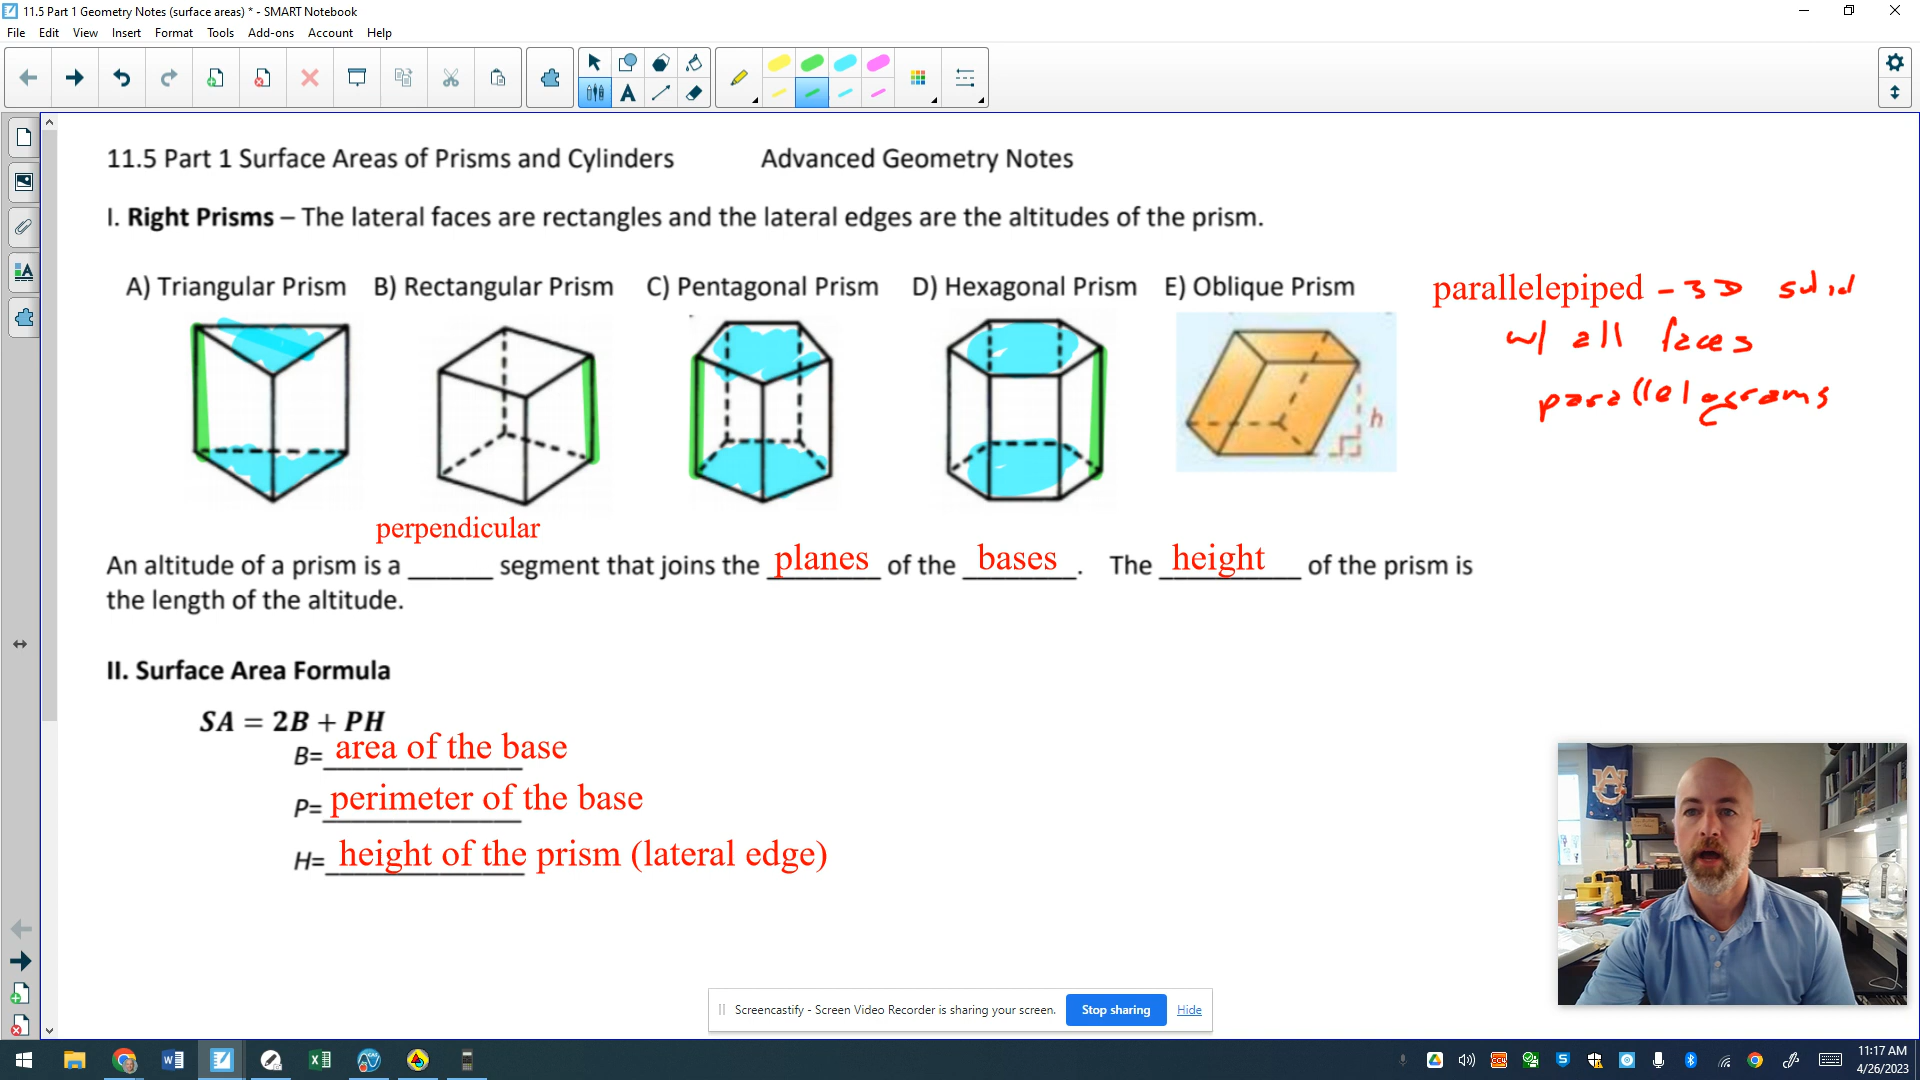 11.5 Part 1 Geometry Notes (surface areas) * - SMART Notebook
File Edit View Insert Format Tools Add-ons Account Help
11.5 Part 1 Surface Areas of Prisms and Cylinders Advanced Geometry Notes
I. Right Prisms – The lateral faces are rectangles and the lateral edges are the altitudes of the prism.
A) Triangular Prism B) Rectangular Prism C) Pentagonal Prism D) Hexagonal Prism E) Oblique Prism
parallelepiped - 3D solid
w/ all faces
parallelograms
h
perpendicular
An altitude of a prism is a ______ segment that joins the planes of the bases. The height of the prism is
the length of the altitude.
II. Surface Area Formula
SA = 2B + PH
B= area of the base
P= perimeter of the base
H= height of the prism (lateral edge)
Screencastify - Screen Video Recorder is sharing your screen. Stop sharing Hide
11:17 AM
4/26/2023